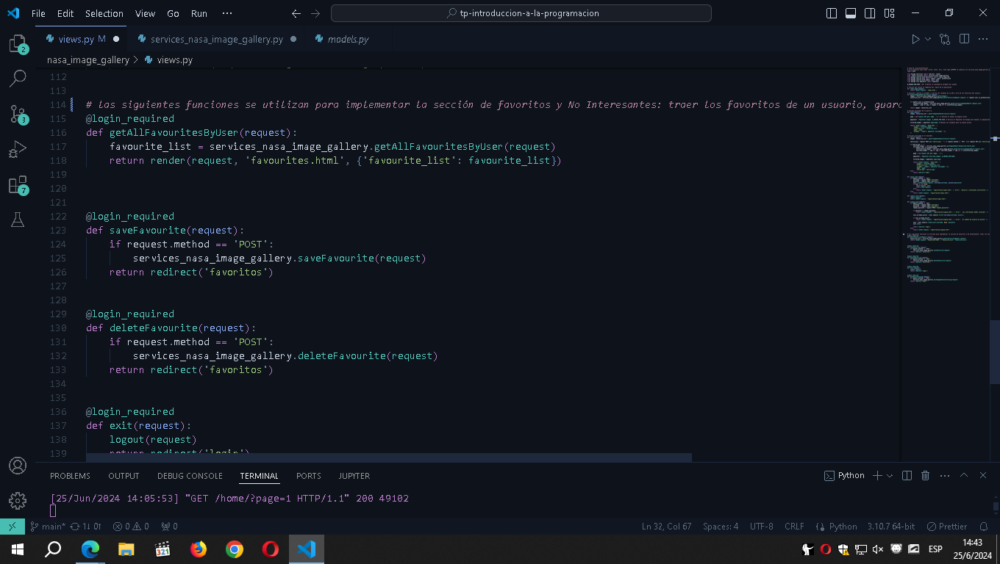 File Edit Selection View Go Run ··· tp-introduccion-a-la-programacion
views.py M services_nasa_image_gallery.py models.py
nasa_image_gallery > views.py
112
113
114 # las siguientes funciones se utilizan para implementar la sección de favoritos y No Interesantes: traer los favoritos de un usuario, guar
115 @login_required
116 def getAllFavouritesByUser(request):
117 favourite_list = services_nasa_image_gallery.getAllFavouritesByUser(request)
118 return render(request, 'favourites.html', {'favourite_list': favourite_list})
119
120
121
122 @login_required
123 def saveFavourite(request):
124 if request.method == 'POST':
125 services_nasa_image_gallery.saveFavourite(request)
126 return redirect('favoritos')
127
128
129 @login_required
130 def deleteFavourite(request):
131 if request.method == 'POST':
132 services_nasa_image_gallery.deleteFavourite(request)
133 return redirect('favoritos')
134
135
136 @login_required
137 def exit(request):
138 logout(request)
139 return redirect('login')
2
3
7
PROBLEMS OUTPUT DEBUG CONSOLE TERMINAL PORTS JUPYTER Python
[25/Jun/2024 14:05:53] "GET /home/?page=1 HTTP/1.1" 200 49102
main* 1↓ 0↑ 0 0 0 Ln 32, Col 67 Spaces: 4 UTF-8 CRLF Python 3.10.7 64-bit Prettier
321 ESP 14:43
25/6/2024